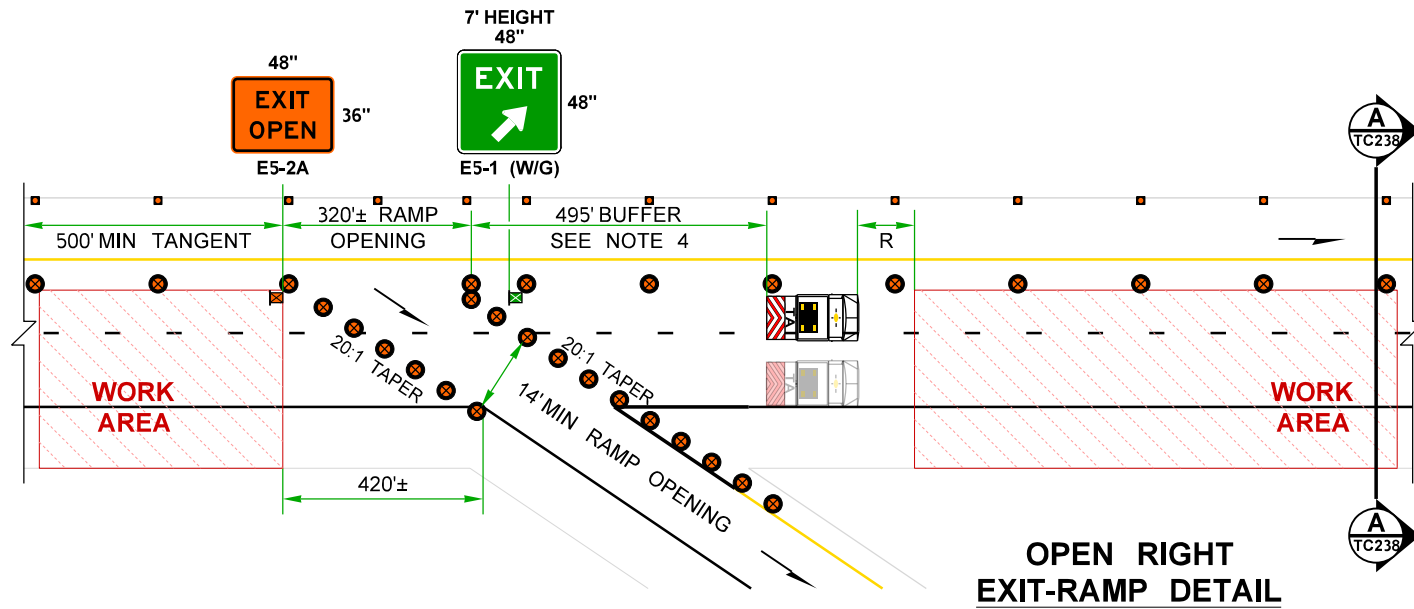 7' HEIGHT
48"
48"
EXIT
OPEN
36"
E5-2A
EXIT
48"
E5-1 (W/G)
A
TC238
500' MIN TANGENT
320'± RAMP
OPENING
495' BUFFER
SEE NOTE 4
R
20:1 TAPER
20:1 TAPER
14' MIN RAMP OPENING
WORK
AREA
WORK
AREA
420'±
A
TC238
OPEN RIGHT
EXIT-RAMP DETAIL